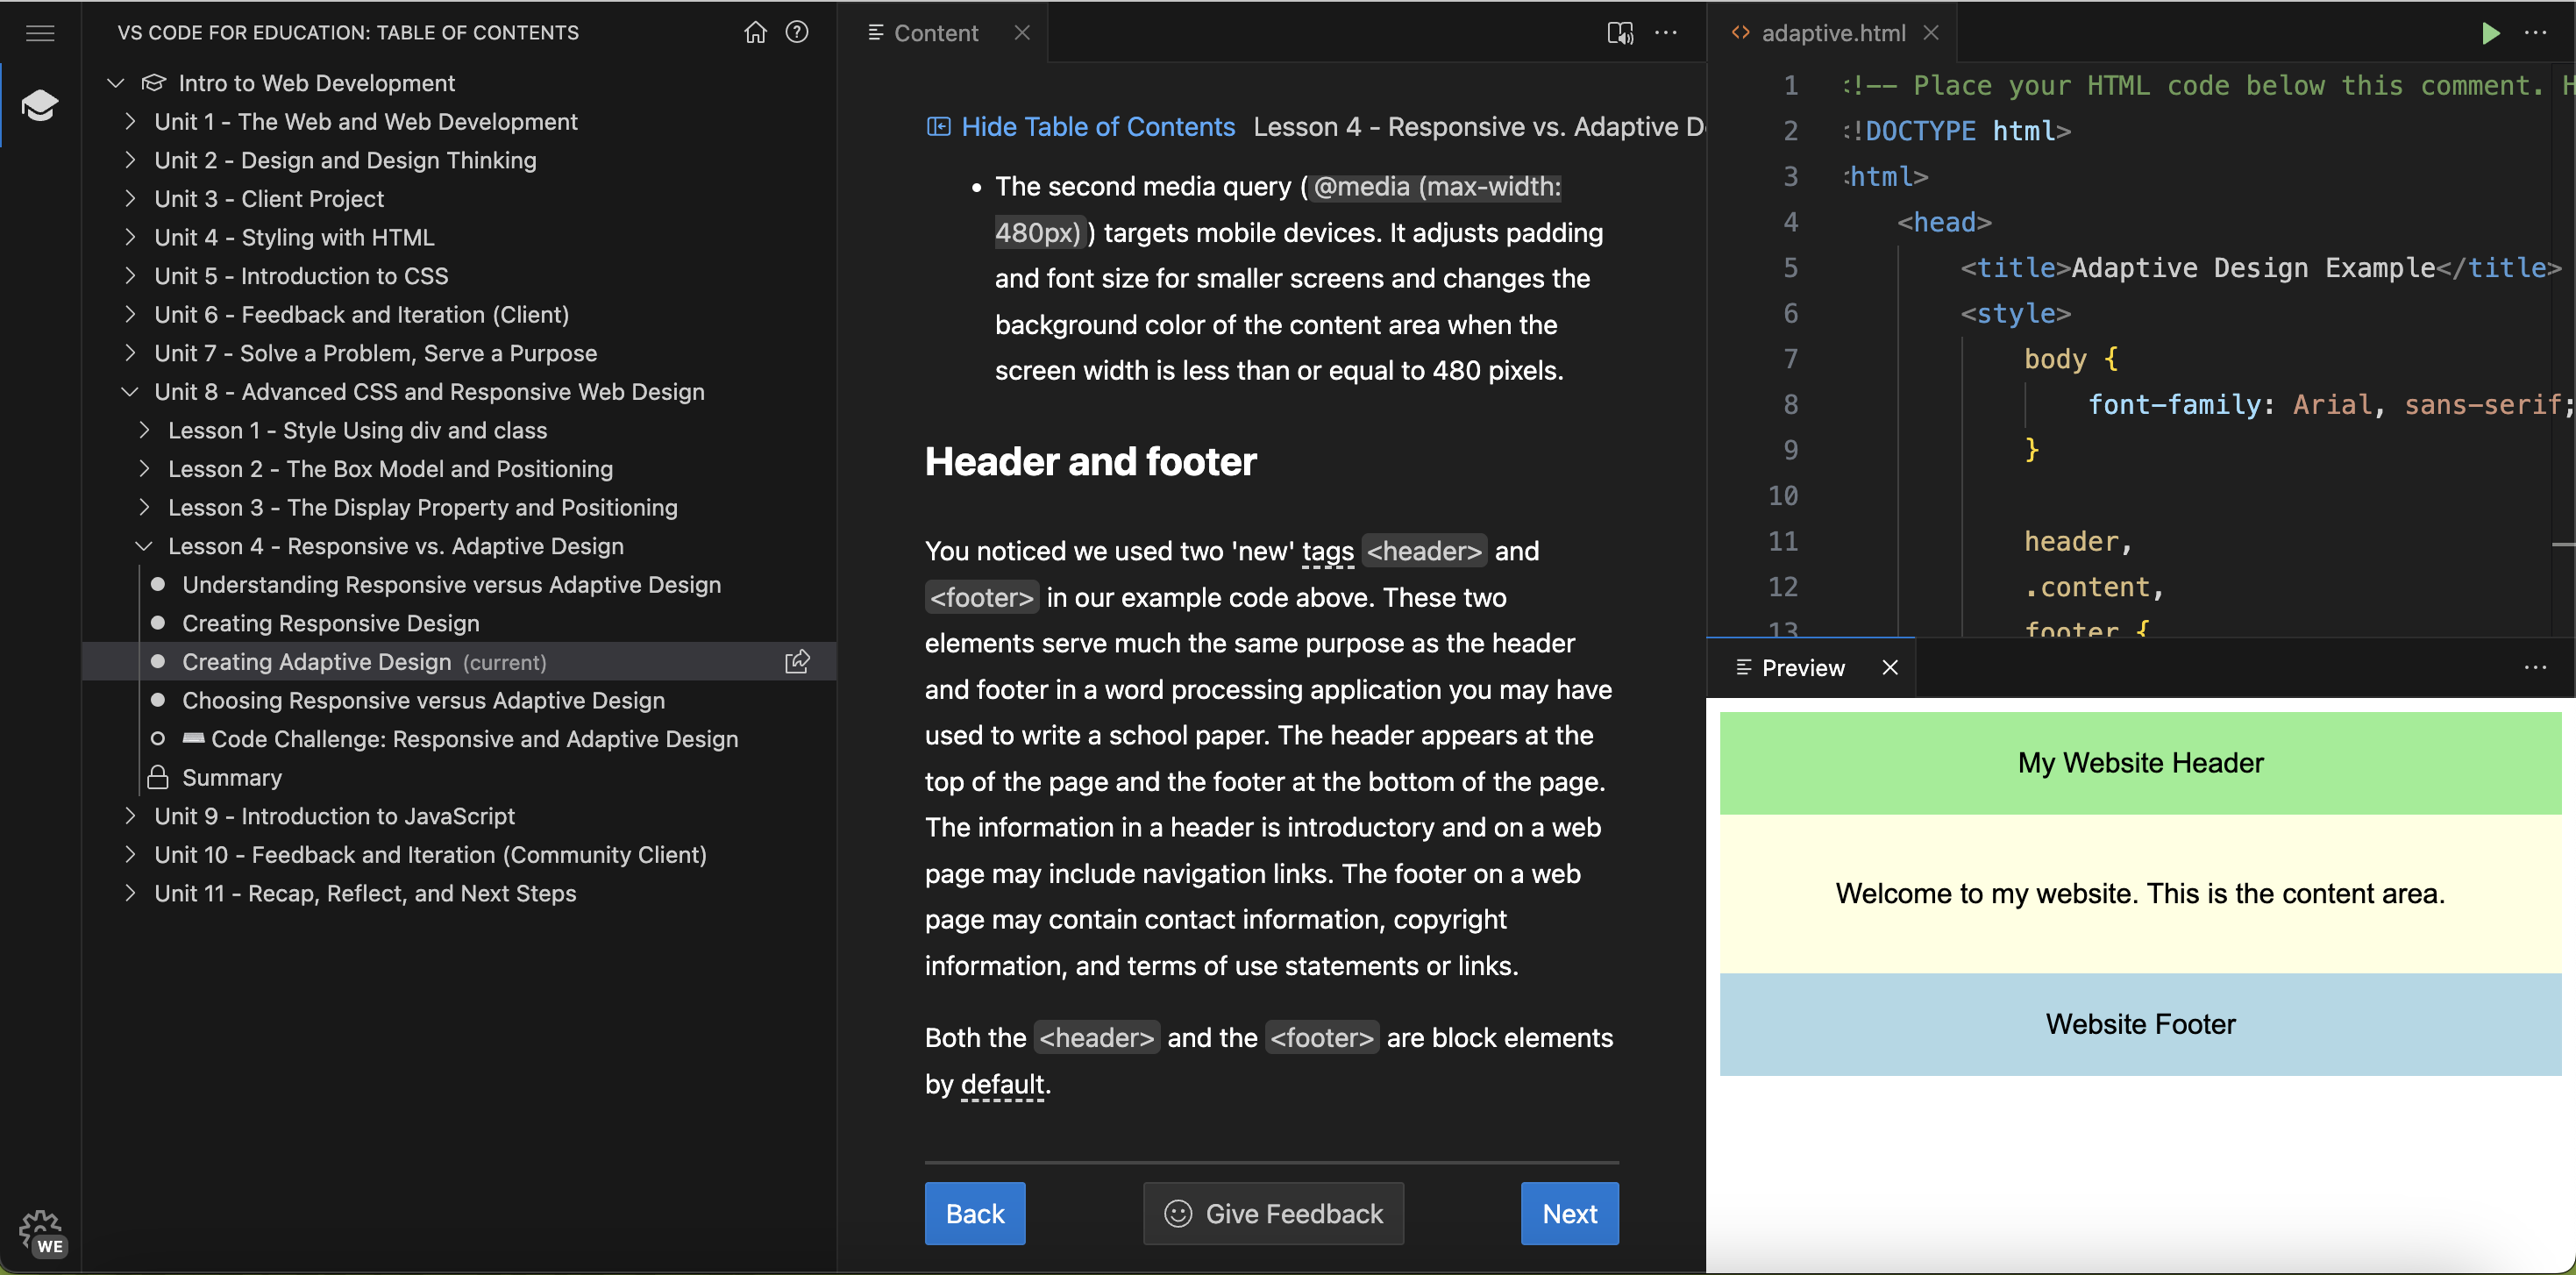 VS CODE FOR EDUCATION: TABLE OF CONTENTS
Intro to Web Development
Unit 1 - The Web and Web Development
Unit 2 - Design and Design Thinking
Unit 3 - Client Project
Unit 4 - Styling with HTML
Unit 5 - Introduction to CSS
Unit 6 - Feedback and Iteration (Client)
Unit 7 - Solve a Problem, Serve a Purpose
Unit 8 - Advanced CSS and Responsive Web Design
Lesson 1 - Style Using div and class
Lesson 2 - The Box Model and Positioning
Lesson 3 - The Display Property and Positioning
Lesson 4 - Responsive vs. Adaptive Design
Understanding Responsive versus Adaptive Design
Creating Responsive Design
Creating Adaptive Design (current)
Choosing Responsive versus Adaptive Design
Code Challenge: Responsive and Adaptive Design
Summary
Unit 9 - Introduction to JavaScript
Unit 10 - Feedback and Iteration (Community Client)
Unit 11 - Recap, Reflect, and Next Steps
WE
Content
Hide Table of Contents Lesson 4 - Responsive vs. Adaptive D
• The second media query ( @media (max-width:
480px) ) targets mobile devices. It adjusts padding
and font size for smaller screens and changes the
background color of the content area when the
screen width is less than or equal to 480 pixels.
Header and footer
You noticed we used two 'new' tags <header> and
<footer> in our example code above. These two
elements serve much the same purpose as the header
and footer in a word processing application you may have
used to write a school paper. The header appears at the
top of the page and the footer at the bottom of the page.
The information in a header is introductory and on a web
page may include navigation links. The footer on a web
page may contain contact information, copyright
information, and terms of use statements or links.
Both the <header> and the <footer> are block elements
by default.
Back
Give Feedback
Next
adaptive.html
1 <!-- Place your HTML code below this comment. H
2 <!DOCTYPE html>
3 <html>
4 <head>
5 <title>Adaptive Design Example</title>
6 <style>
7 body {
8 font-family: Arial, sans-serif;
9 }
10
11 header,
12 .content,
13 footer {
Preview
My Website Header
Welcome to my website. This is the content area.
Website Footer